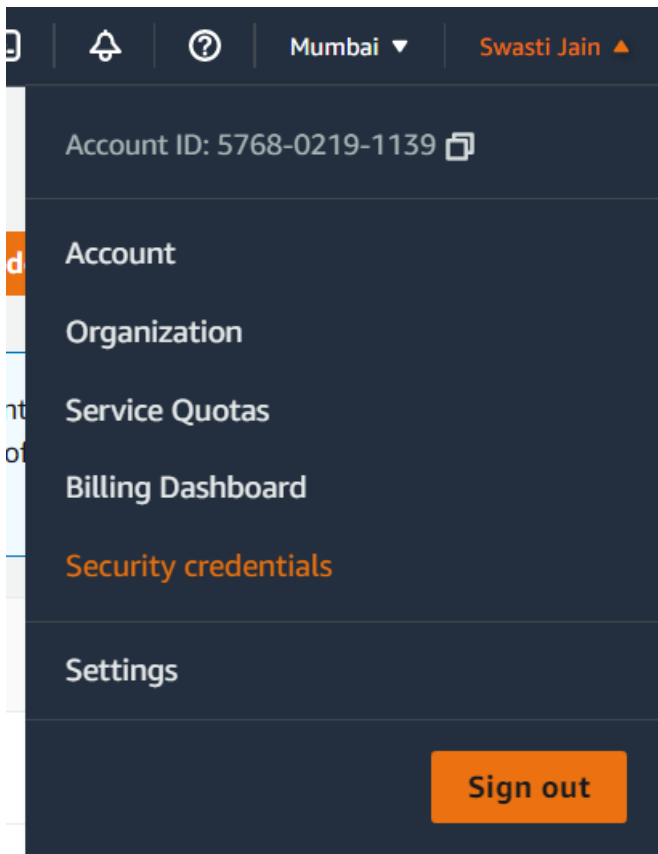 Mumbai ▼ Swasti Jain ▲
Account ID: 5768-0219-1139
Account
Organization
Service Quotas
Billing Dashboard
Security credentials
Settings
Sign out